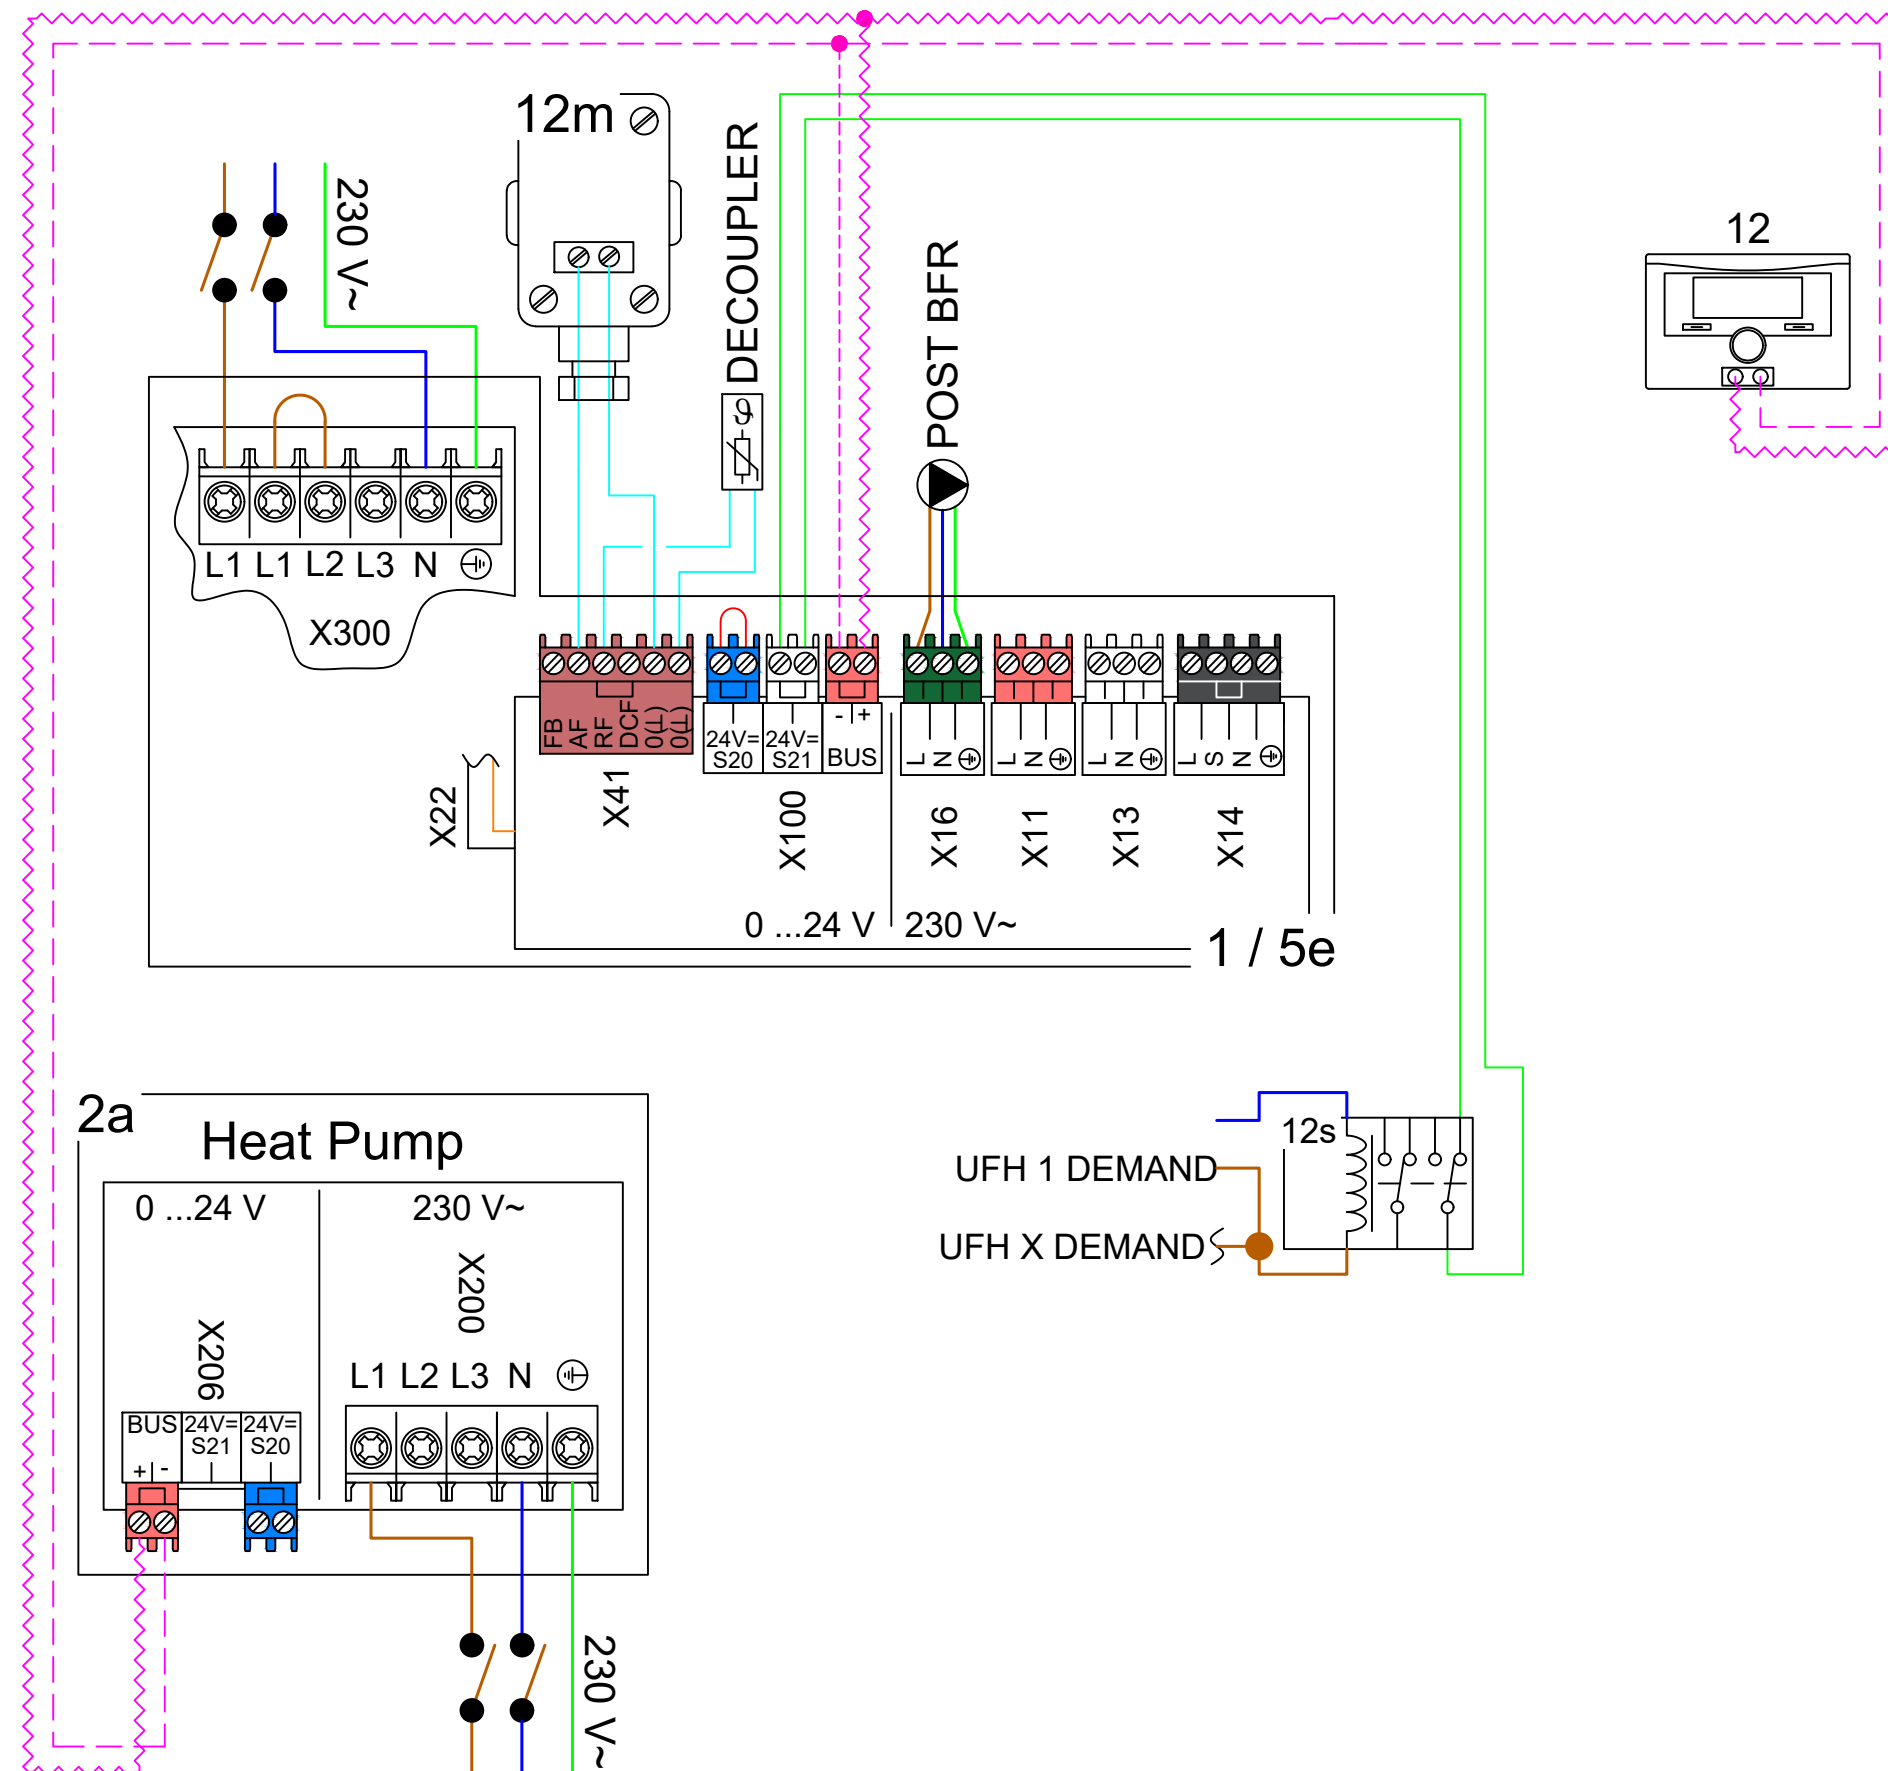 12m
230 V~
DECOUPLER
POST BFR
12
ϑ
L1 L1 L2 L3 N
X300
FB
AF
RF
DCF
0(⊥)
0(⊥)
X41
24V=
S20
24V=
S21
- +
BUS
X100
L
N
X16
L
N
X11
L
N
X13
L
S
N
X14
X22
0 ...24 V
230 V~
1 / 5e
2a
Heat Pump
0 ...24 V
230 V~
X206
X200
L1 L2 L3 N
BUS
+ -
24V=
S21
24V=
S20
230 V~
12s
UFH 1 DEMAND
UFH X DEMAND